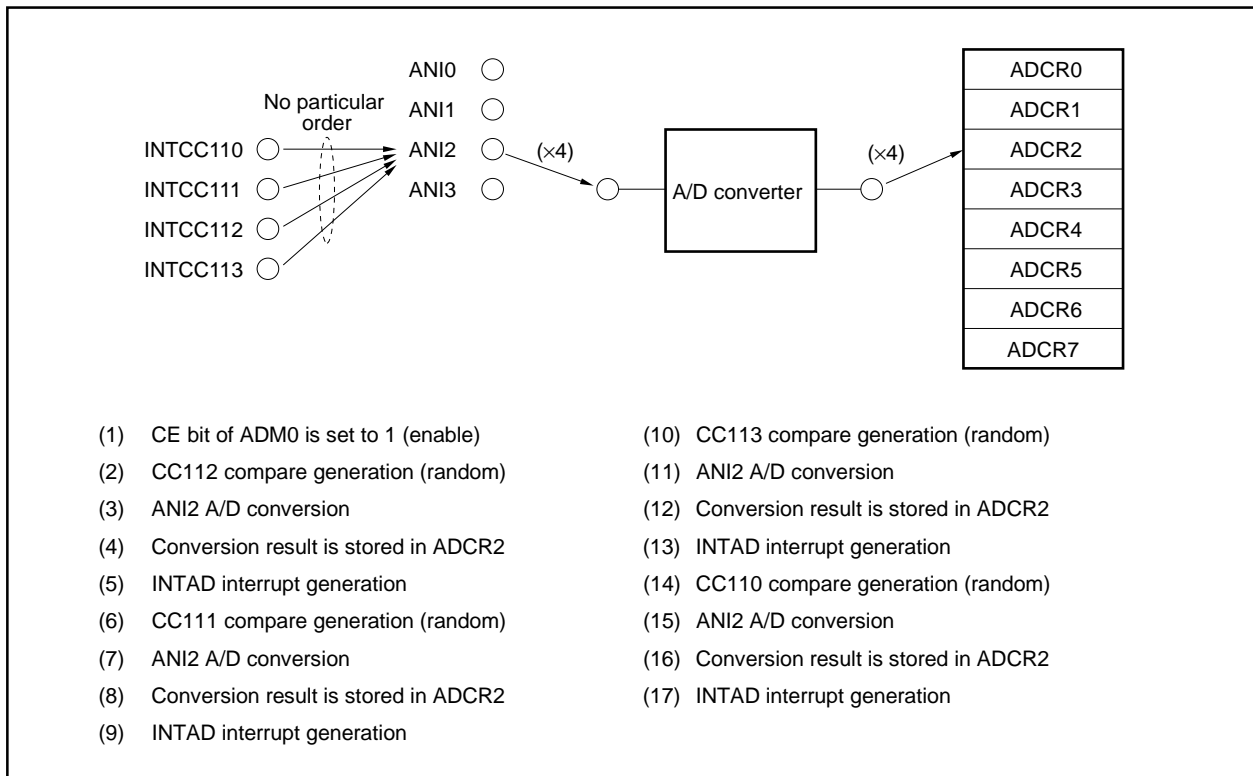 No particular
order
INTCC110
INTCC111
INTCC112
INTCC113
ANI0
ANI1
ANI2
ANI3
(×4)
A/D converter
(×4)
ADCR0
ADCR1
ADCR2
ADCR3
ADCR4
ADCR5
ADCR6
ADCR7
(1) CE bit of ADM0 is set to 1 (enable)
(2) CC112 compare generation (random)
(3) ANI2 A/D conversion
(4) Conversion result is stored in ADCR2
(5) INTAD interrupt generation
(6) CC111 compare generation (random)
(7) ANI2 A/D conversion
(8) Conversion result is stored in ADCR2
(9) INTAD interrupt generation
(10) CC113 compare generation (random)
(11) ANI2 A/D conversion
(12) Conversion result is stored in ADCR2
(13) INTAD interrupt generation
(14) CC110 compare generation (random)
(15) ANI2 A/D conversion
(16) Conversion result is stored in ADCR2
(17) INTAD interrupt generation